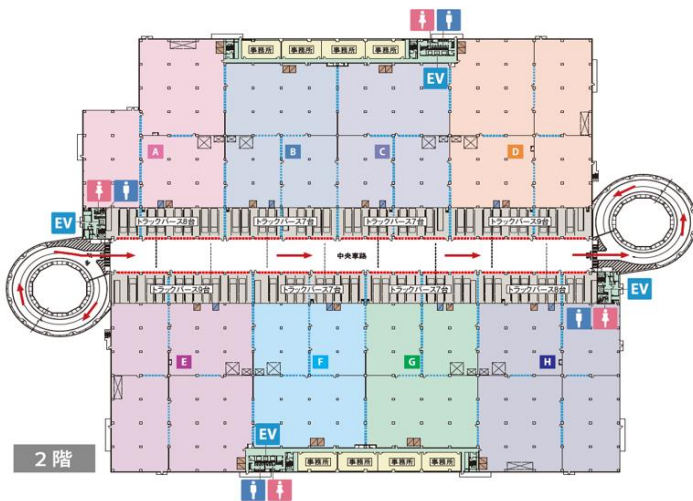 事務所 事務所 事務所 事務所
EV
A B C D
EV
トラックバース8台 トラックバース7台 トラックバース7台 トラックバース9台
中央車路
トラックバース9台 トラックバース7台 トラックバース7台 トラックバース8台
EV
E F G H
EV
2階
事務所 事務所 事務所 事務所